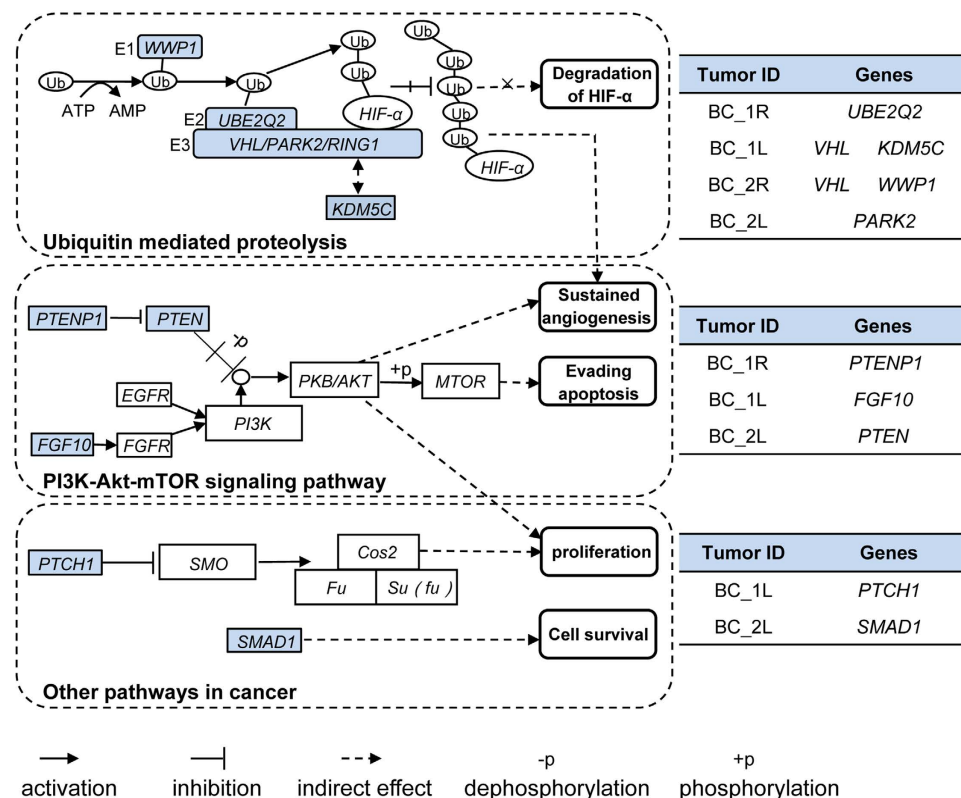 E1 WWP1
Ub Ub Ub Ub Ub
ATP AMP
E2 UBE2Q2
HIF-α
E3 VHL/PARK2/RING1
KDM5C
Ub
Ub
Ub
Ub
Ub
HIF-α
Degradation
of HIF-α
Ubiquitin mediated proteolysis
Tumor ID Genes
BC_1R UBE2Q2
BC_1L VHL KDM5C
BC_2R VHL WWP1
BC_2L PARK2
PTENP1 PTEN
-p
EGFR
FGF10 FGFR
PI3K
PKB/AKT +p MTOR
Sustained
angiogenesis
Evading
apoptosis
PI3K-Akt-mTOR signaling pathway
Tumor ID Genes
BC_1R PTENP1
BC_1L FGF10
BC_2L PTEN
PTCH1 SMO
Cos2
Fu Su ( fu )
proliferation
SMAD1
Cell survival
Other pathways in cancer
Tumor ID Genes
BC_1L PTCH1
BC_2L SMAD1
-p +p
activation inhibition indirect effect dephosphorylation phosphorylation